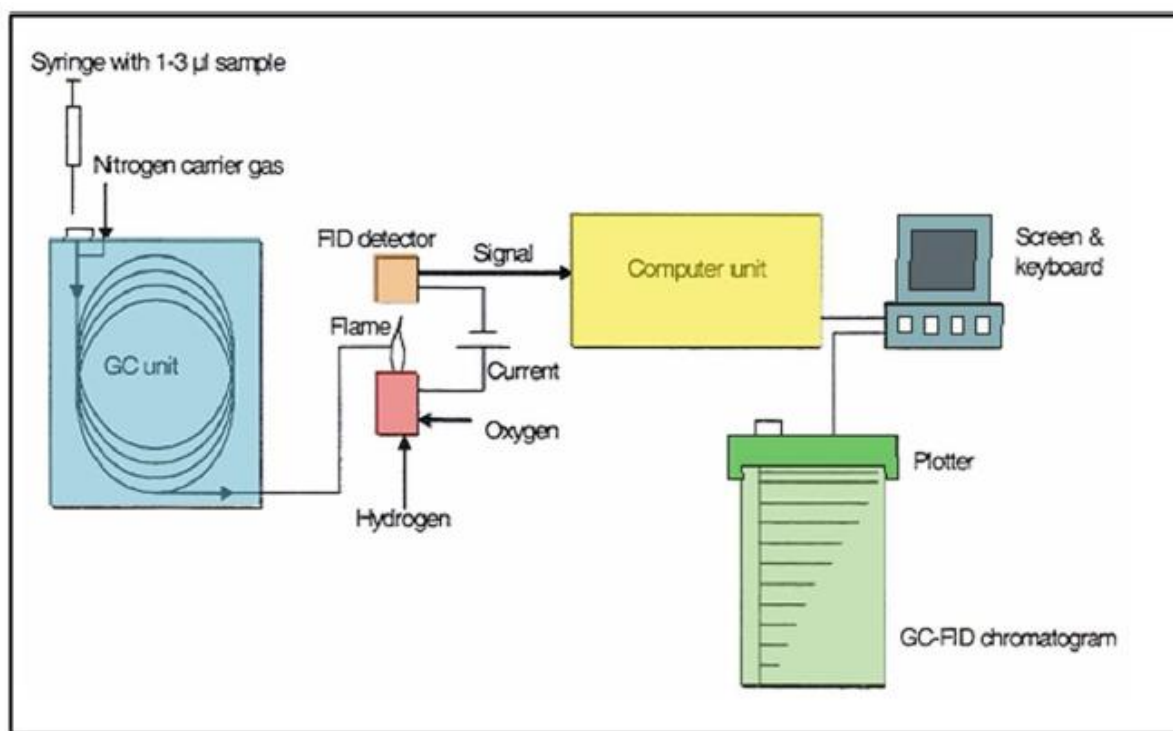 Syringe with 1-3 µl sample
Nitrogen carrier gas
FID detector
Signal
Computer unit
Screen &
keyboard
Flame
GC unit
Current
Oxygen
Hydrogen
Plotter
GC-FID chromatogram